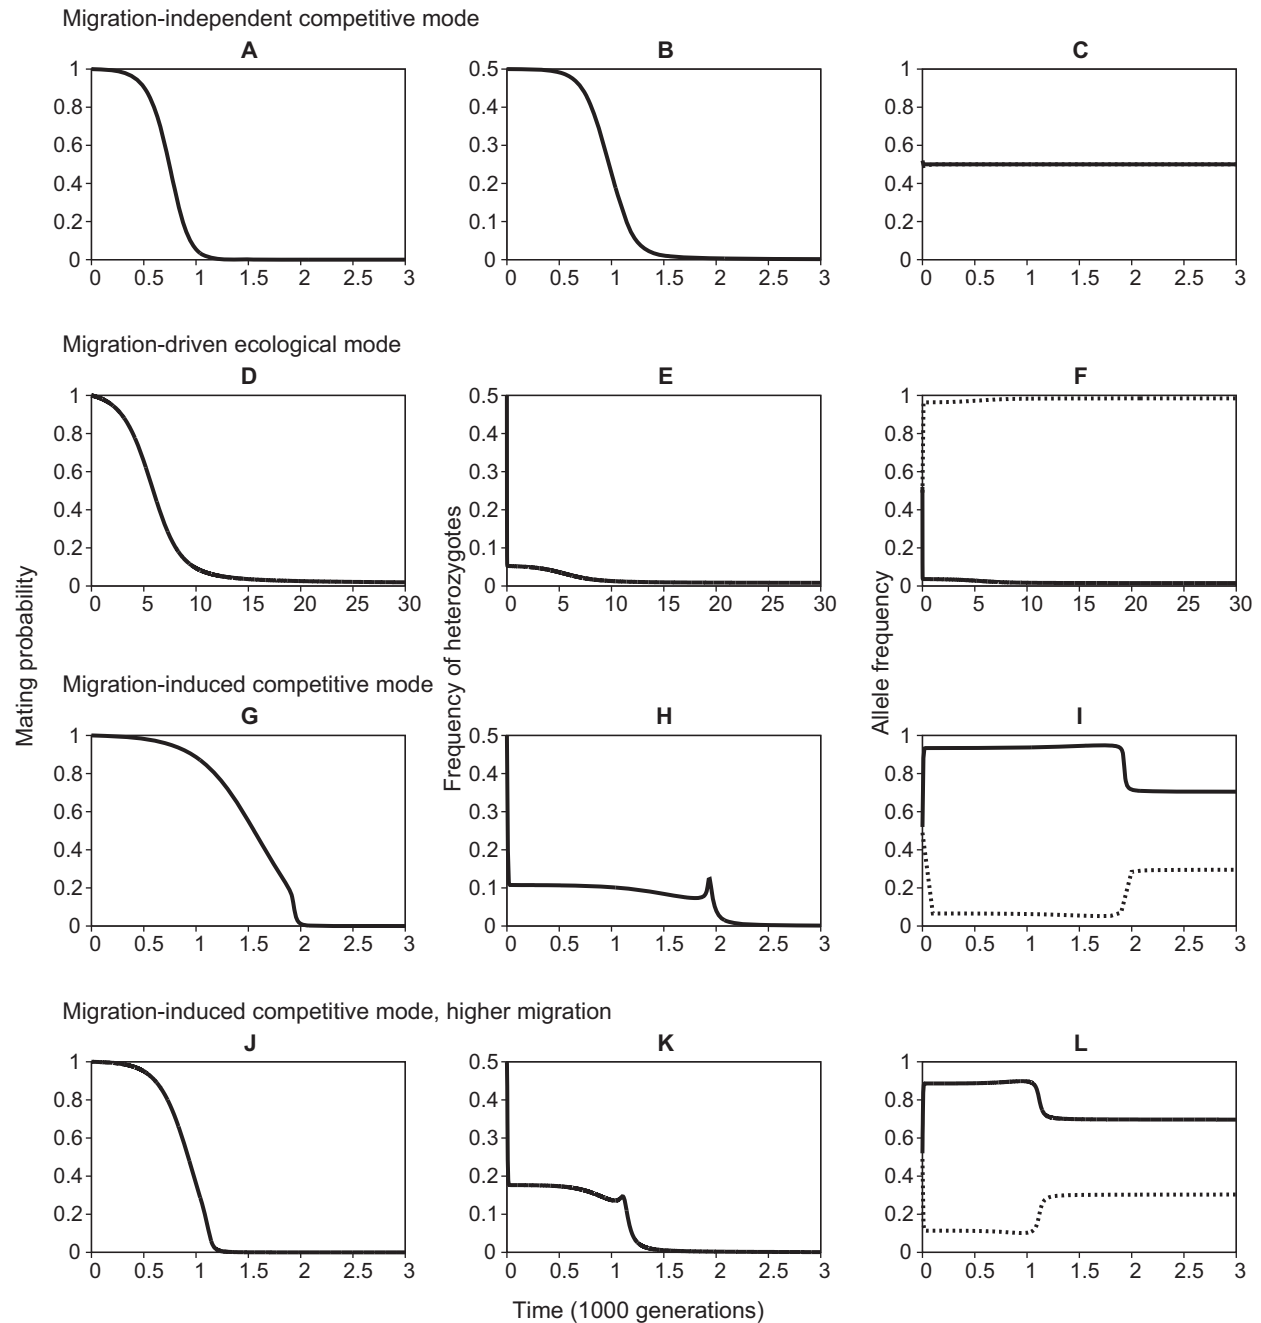 Migration-independent competitive mode
A
B
C
1
0.8
0.6
0.4
0.2
0
0 0.5 1 1.5 2 2.5 3
0.5
0.4
0.3
0.2
0.1
0
0 0.5 1 1.5 2 2.5 3
1
0.8
0.6
0.4
0.2
0
0 0.5 1 1.5 2 2.5 3
Migration-driven ecological mode
D
E
F
1
0.8
0.6
0.4
0.2
0
0 5 10 15 20 25 30
0.5
0.4
0.3
0.2
0.1
0
0 5 10 15 20 25 30
1
0.8
0.6
0.4
0.2
0
0 5 10 15 20 25 30
Mating probability
Frequency of heterozygotes
Allele frequency
Migration-induced competitive mode
G
H
I
1
0.8
0.6
0.4
0.2
0
0 0.5 1 1.5 2 2.5 3
0.5
0.4
0.3
0.2
0.1
0
0 0.5 1 1.5 2 2.5 3
1
0.8
0.6
0.4
0.2
0
0 0.5 1 1.5 2 2.5 3
Migration-induced competitive mode, higher migration
J
K
L
1
0.8
0.6
0.4
0.2
0
0 0.5 1 1.5 2 2.5 3
0.5
0.4
0.3
0.2
0.1
0
0 0.5 1 1.5 2 2.5 3
1
0.8
0.6
0.4
0.2
0
0 0.5 1 1.5 2 2.5 3
Time (1000 generations)